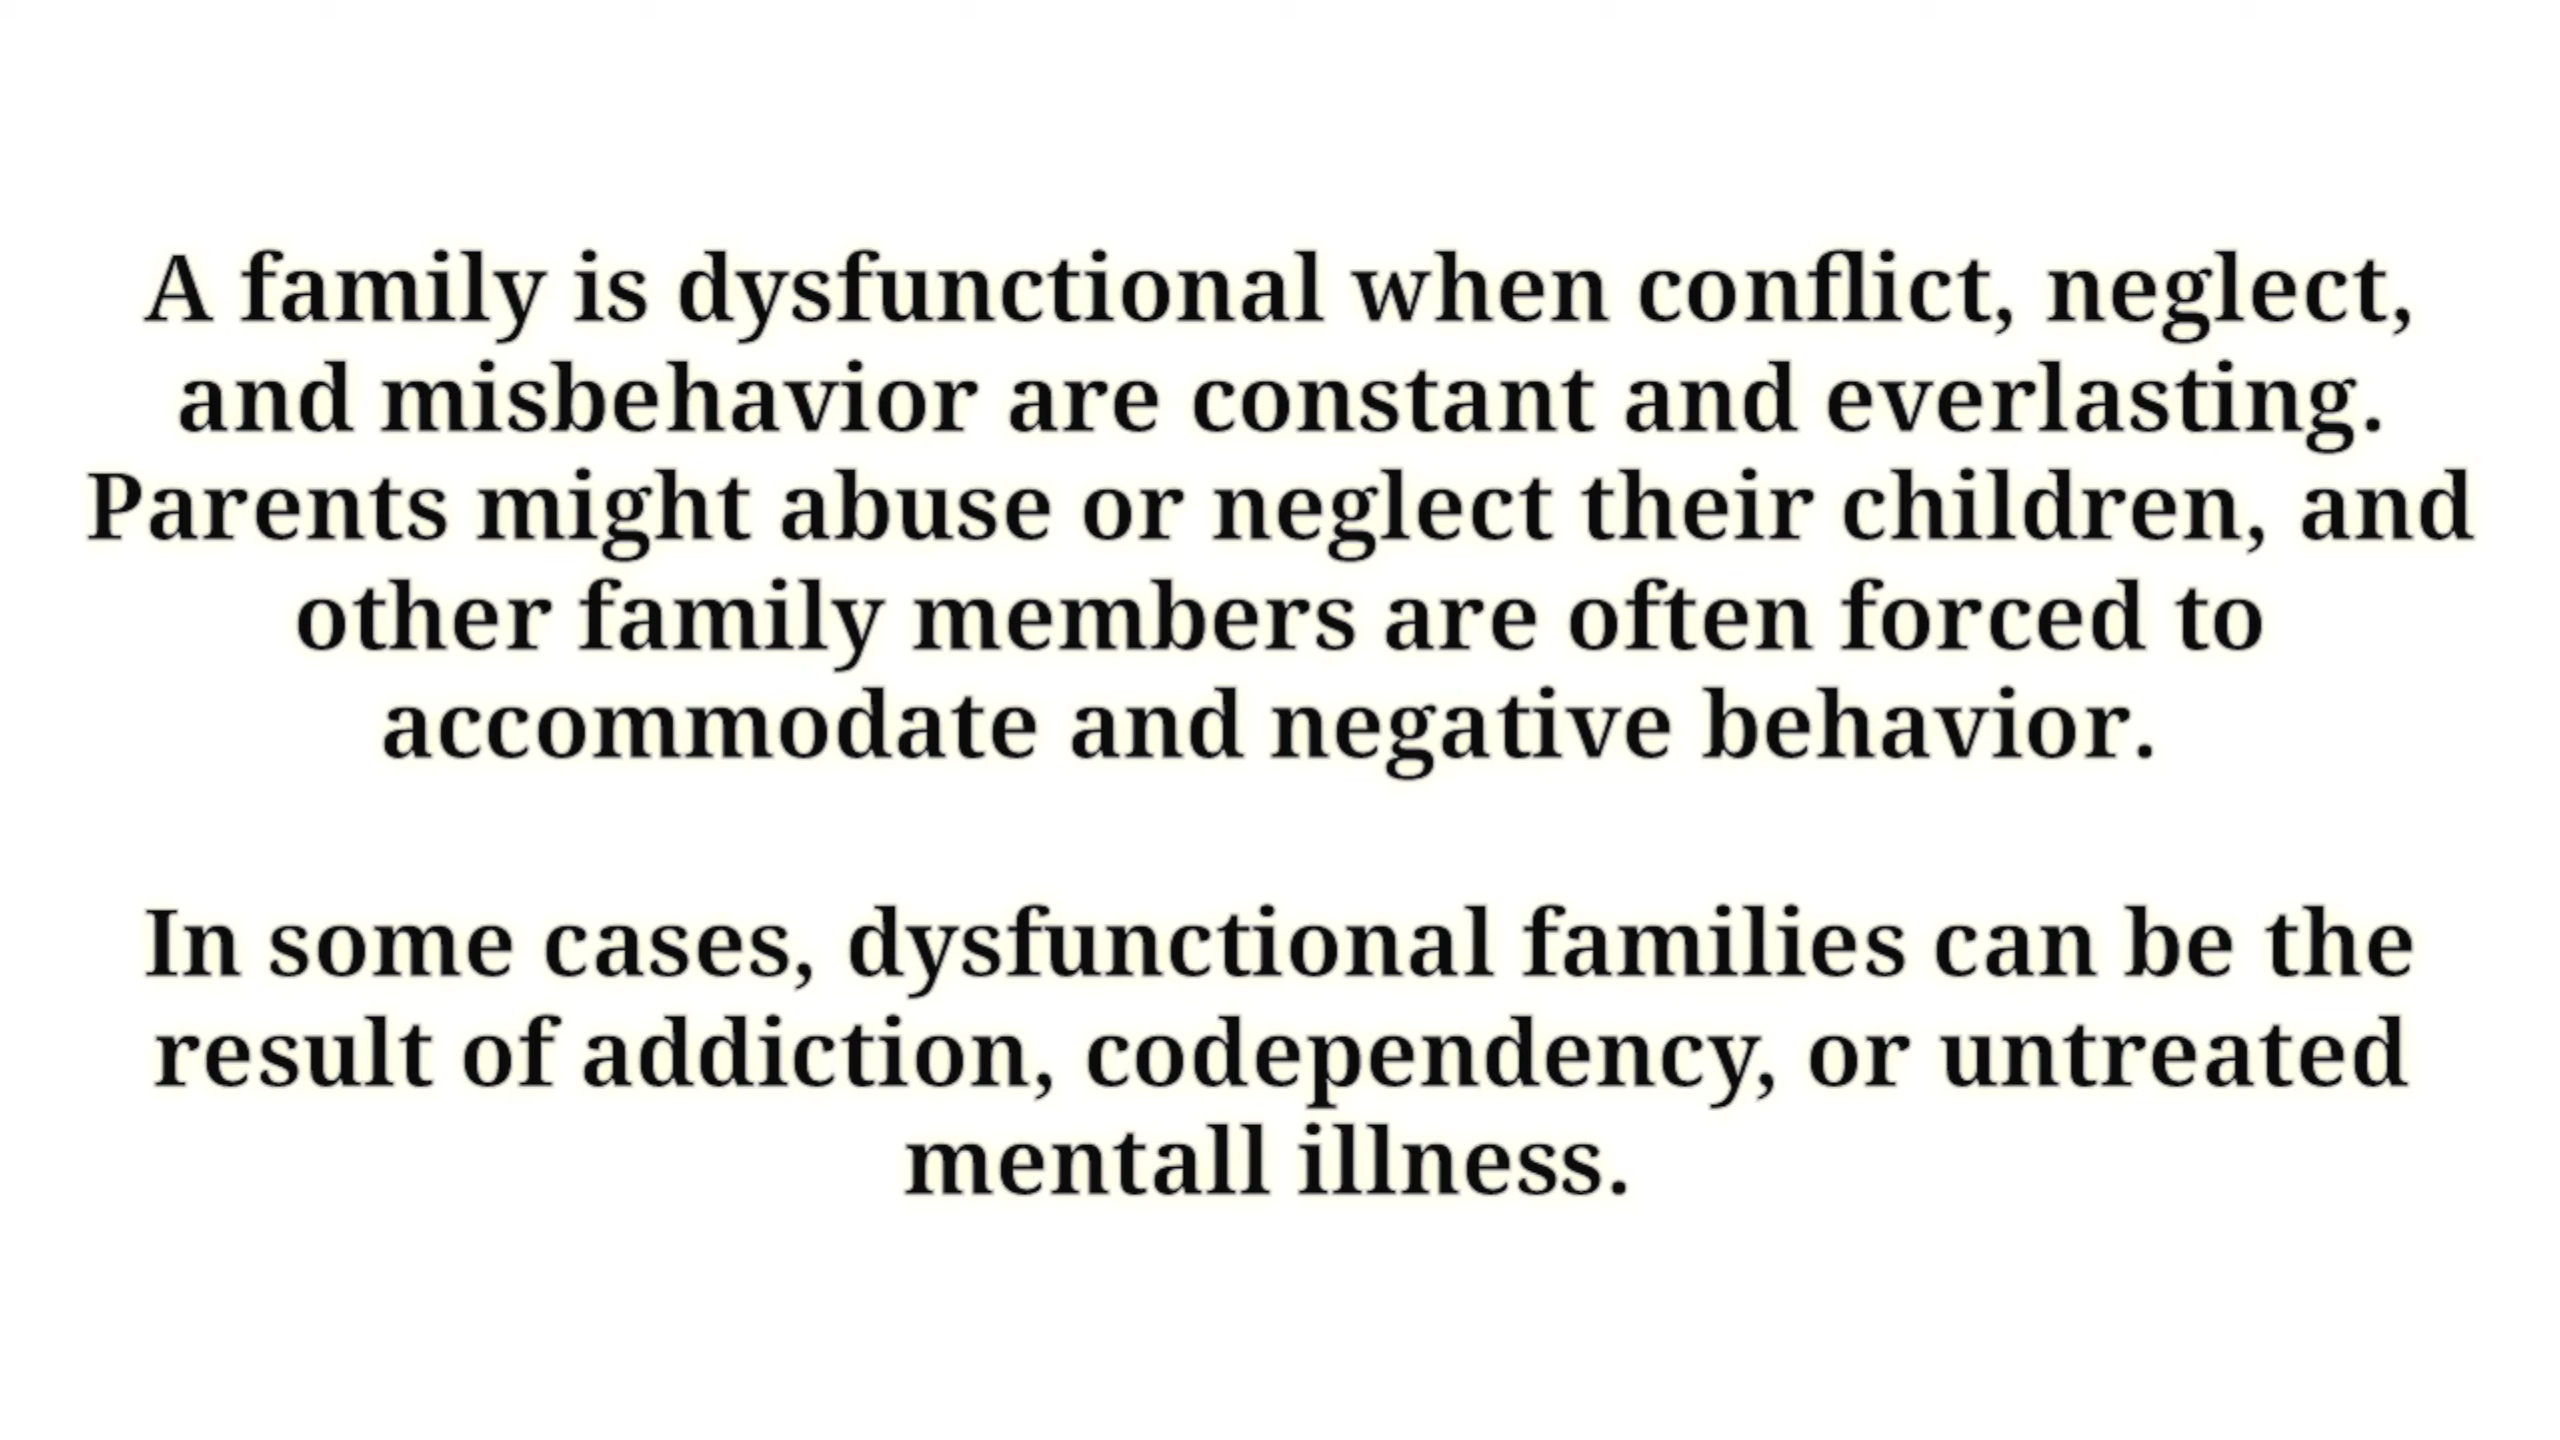 A family is dysfunctional when conflict, neglect,
and misbehavior are constant and everlasting.
Parents might abuse or neglect their children, and
other family members are often forced to
accommodate and negative behavior.
In some cases, dysfunctional families can be the
result of addiction, codependency, or untreated
mentall illness.